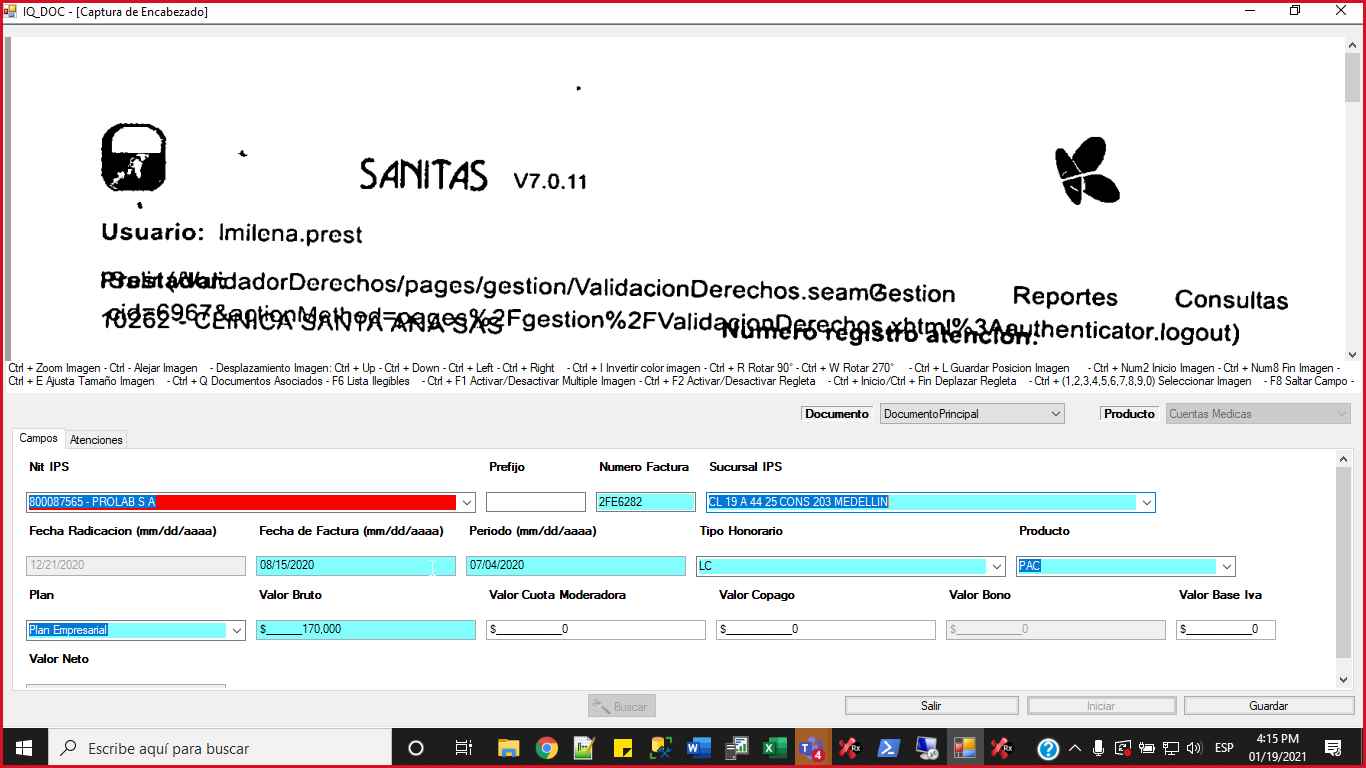 IQ_DOC - [Captura de Encabezado]
SANITAS V7.0.11
Usuario: lmilena.prest
Salir (/ValidadorDerechos/pages/gestion/ValidacionDerechos.seam Gestion Reportes Consultas
cid=6967&actionMethod=pages%2Fgestion%2FValidacionDerechos.xhtml%3Aauthenticator.logout)
10262 - CLINICA SANTA ANA SAS Numero registro atencion:
Ctrl + Zoom Imagen - Ctrl - Alejar Imagen - Desplazamiento Imagen: Ctrl + Up - Ctrl + Down - Ctrl + Left - Ctrl + Right - Ctrl + I Invertir color imagen - Ctrl + R Rotar 90° - Ctrl + W Rotar 270° - Ctrl + L Guardar Posicion Imagen - Ctrl + Num2 Inicio Imagen - Ctrl + Num8 Fin Imagen -
Ctrl + E Ajusta Tamaño Imagen - Ctrl + Q Documentos Asociados - F6 Lista Ilegibles - Ctrl + F1 Activar/Desactivar Multiple Imagen - Ctrl + F2 Activar/Desactivar Regleta - Ctrl + Inicio/Ctrl + Fin Deplazar Regleta - Ctrl + (1,2,3,4,5,6,7,8,9,0) Seleccionar Imagen - F8 Saltar Campo -
Documento DocumentoPrincipal Producto Cuentas Medicas
Campos Atenciones
Nit IPS Prefijo Numero Factura Sucursal IPS
800087565 - PROLAB S A 2FE6282 CL 19 A 44 25 CONS 203 MEDELLIN
Fecha Radicacion (mm/dd/aaaa) Fecha de Factura (mm/dd/aaaa) Periodo (mm/dd/aaaa) Tipo Honorario Producto
12/21/2020 08/15/2020 07/04/2020 LC PAC
Plan Valor Bruto Valor Cuota Moderadora Valor Copago Valor Bono Valor Base Iva
Plan Empresarial $______170,000 $__________0 $__________0 $__________0 $__________0
Valor Neto
Buscar Salir Iniciar Guardar
Escribe aquí para buscar 4 ESP 4:15 PM
01/19/2021